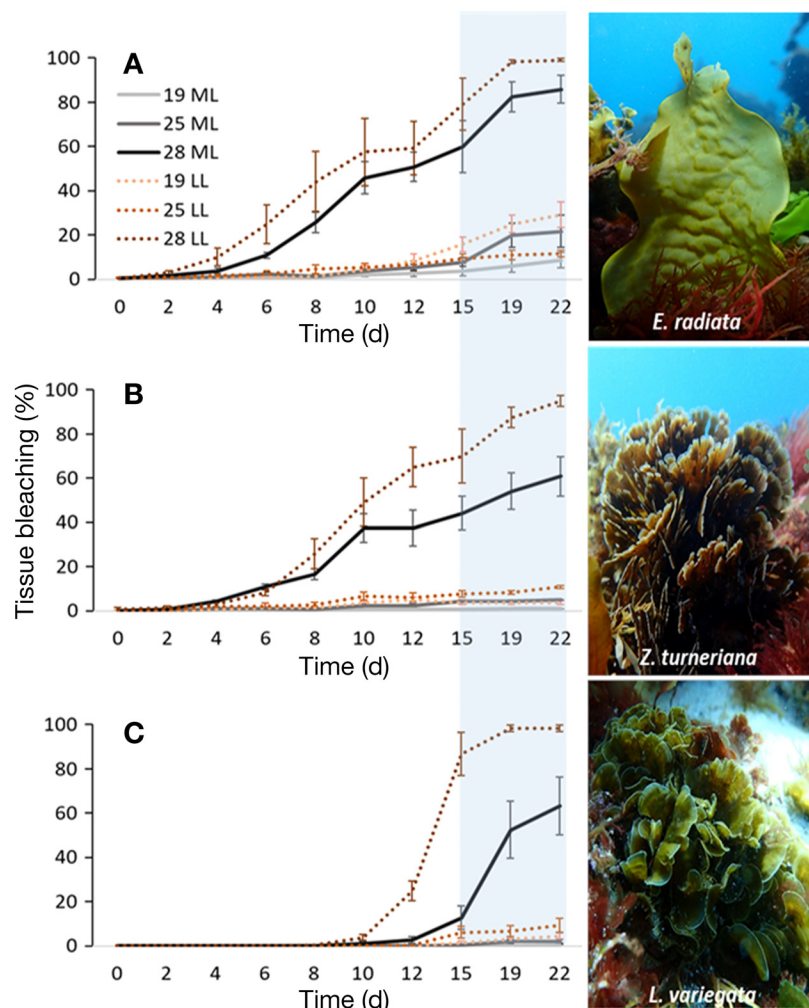 A
100
80
60
40
20
0
19 ML
25 ML
28 ML
19 LL
25 LL
28 LL
0 2 4 6 8 10 12 15 19 22
Time (d)
E. radiata
Tissue bleaching (%)
B
100
80
60
40
20
0
0 2 4 6 8 10 12 15 19 22
Time (d)
Z. turneriana
C
100
80
60
40
20
0
0 2 4 6 8 10 12 15 19 22
Time (d)
L. variegata